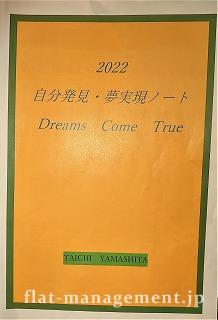 2022
自分発見・夢実現ノート
Dreams Come True
TAICHI YAMASHITA
flat-management.jp